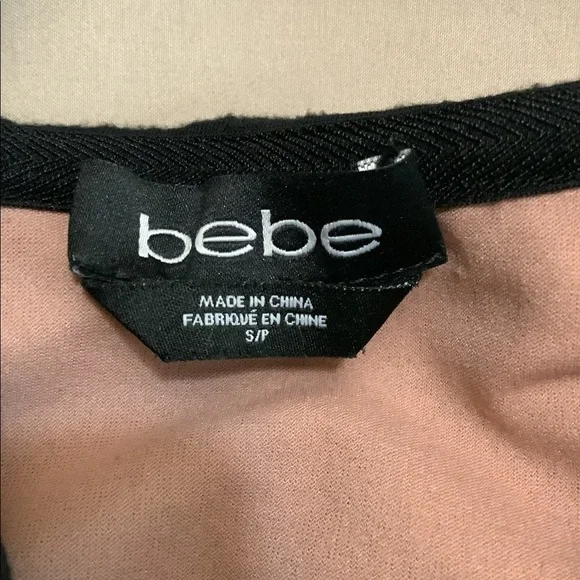 bebe
MADE IN CHINA
FABRIQUÉ EN CHINE
S/P